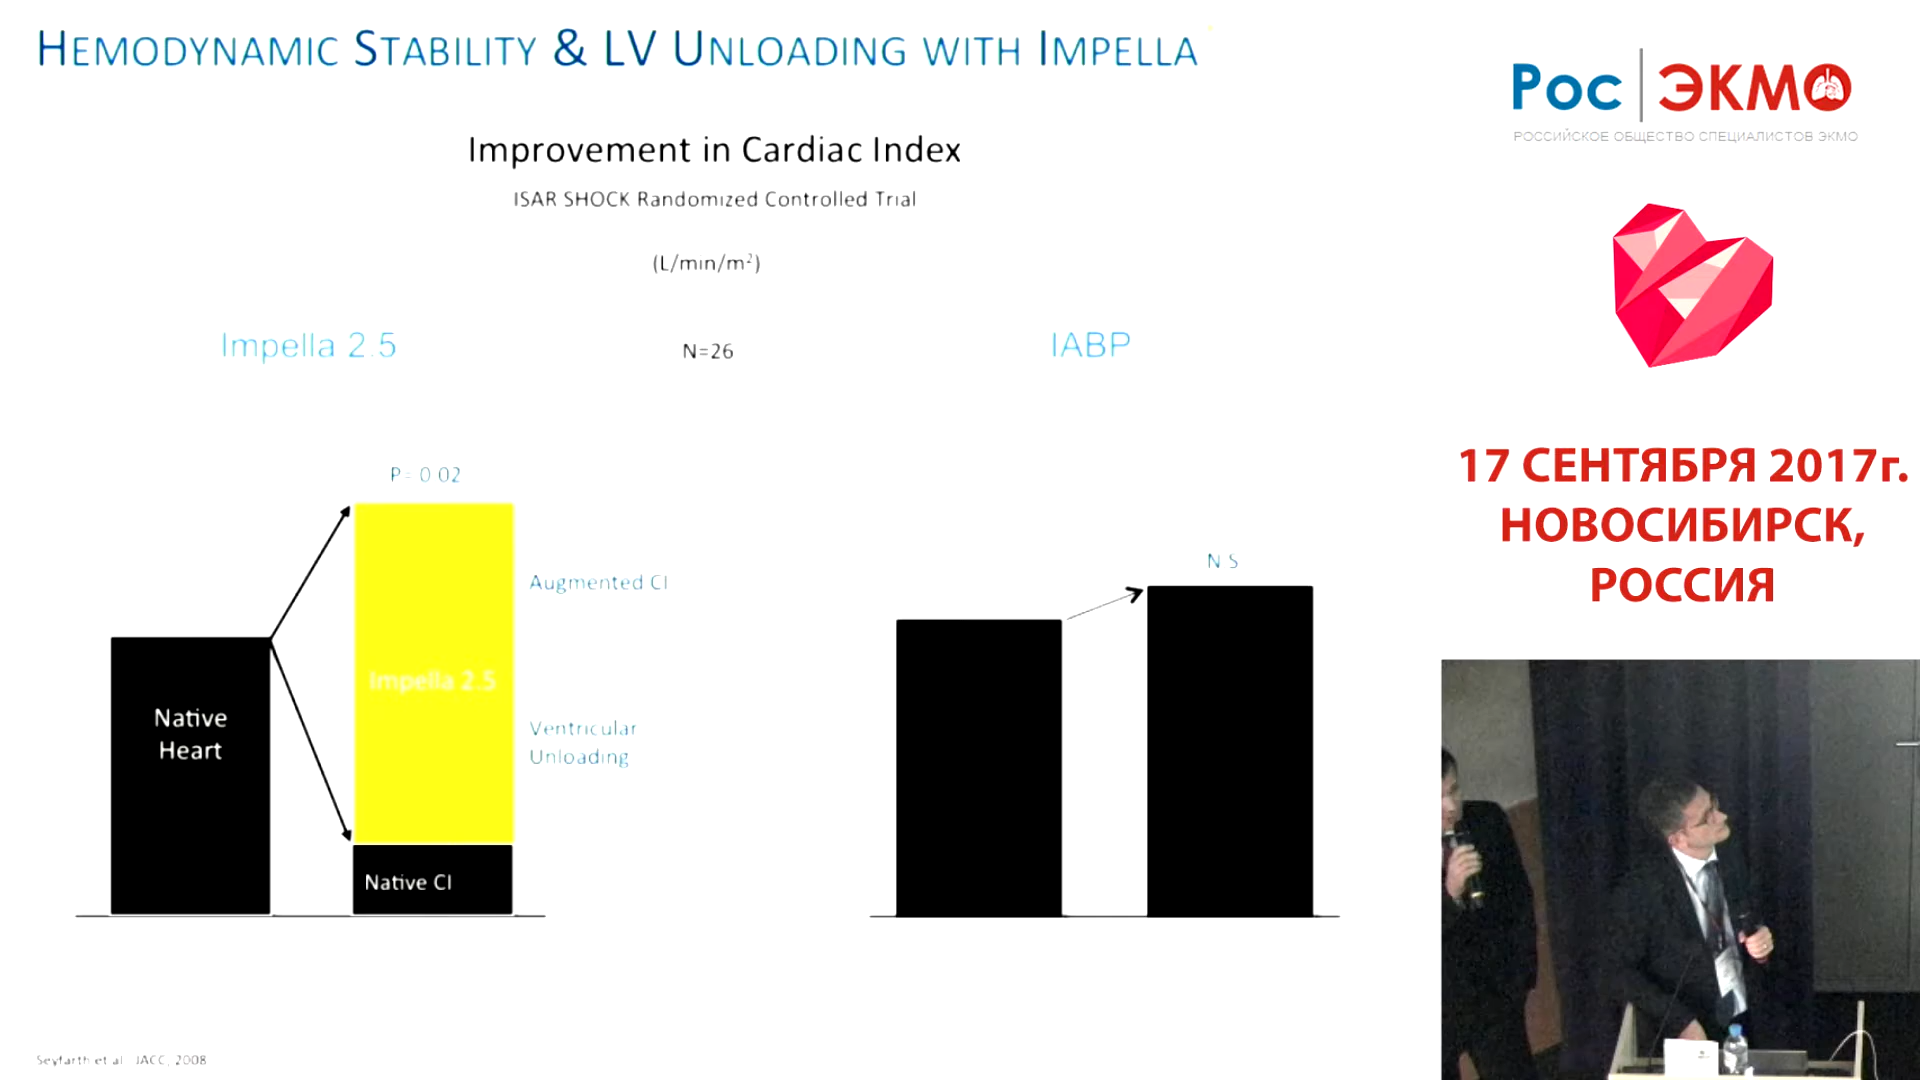 HEMODYNAMIC STABILITY & LV UNLOADING WITH IMPELLA
Improvement in Cardiac Index
ISAR SHOCK Randomized Controlled Trial
(L/min/m²)
Impella 2.5
N=26
IABP
P= 0 02
Augmented CI
Impella 2.5
Ventricular
Unloading
Native
Heart
Native CI
N S
Seyfarth et al JACC, 2008
Рос ЭКМО
РОССИЙСКОЕ ОБЩЕСТВО СПЕЦИАЛИСТОВ ЭКМО
17 СЕНТЯБРЯ 2017г.
НОВОСИБИРСК,
РОССИЯ